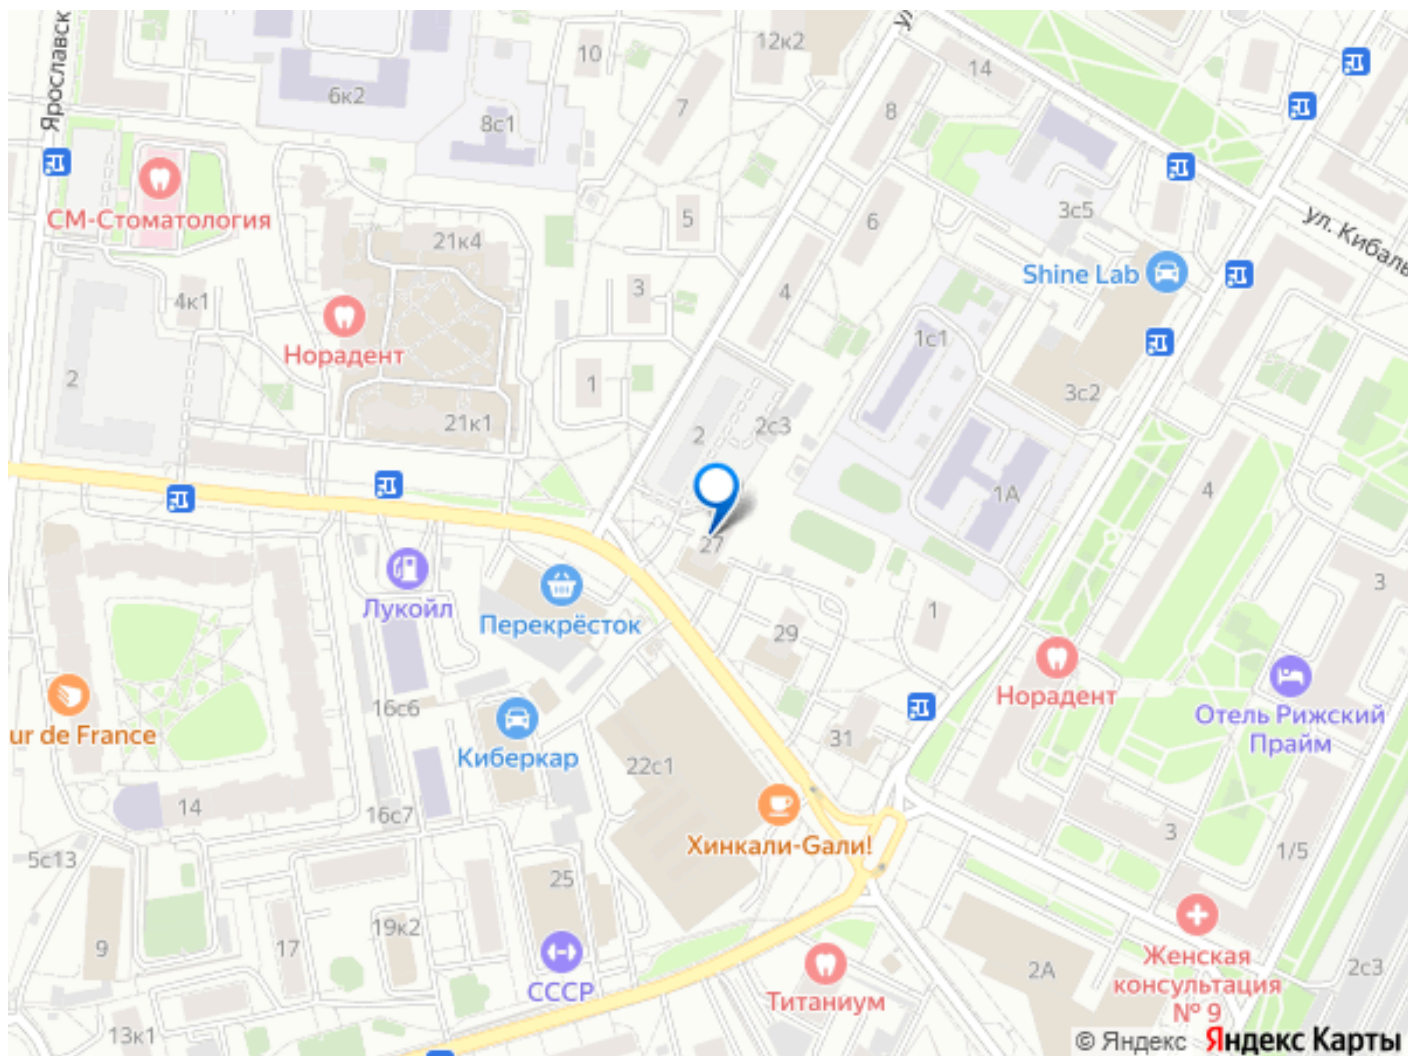 Ярославск
10
12к2
ул
14
6к2
7
8
8с1
СМ-Стоматология
5
6
3с5
ул. Кибаль
21к4
4к1
3
4
Shine Lab
Норадент
1с1
2
1
3с2
21к1
2
2с3
4
1А
27
Лукойл
Перекрёсток
1
3
29
ur de France
16с6
Киберкар
31
Норадент
Отель Рижский
Прайм
22с1
14
16с7
Хинкали-Gали!
3
1/5
5с13
25
9
17
19к2
СССР
Титаниум
2А
Женская
консультация
№ 9
2с3
13к1
© Яндекс Яндекс Карты